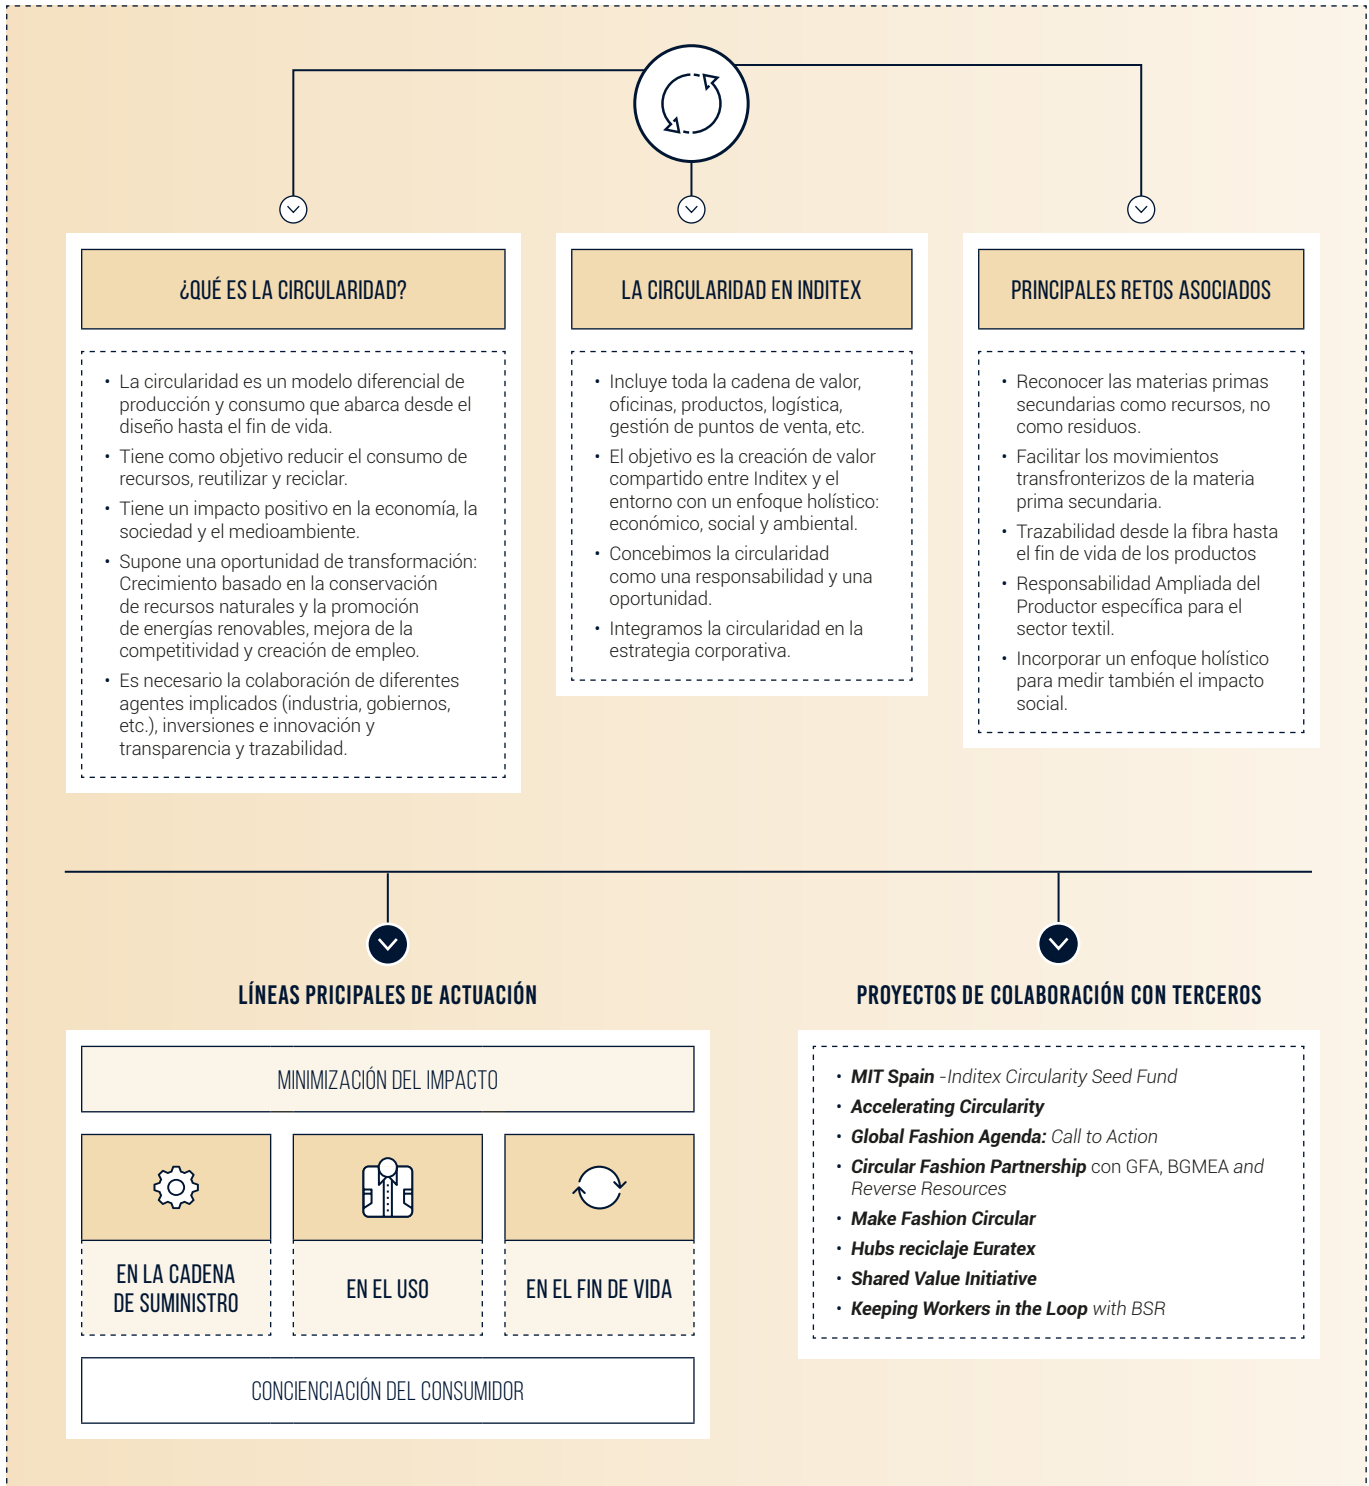 ¿QUÉ ES LA CIRCULARIDAD?
• La circularidad es un modelo diferencial de
producción y consumo que abarca desde el
diseño hasta el fin de vida.
• Tiene como objetivo reducir el consumo de
recursos, reutilizar y reciclar.
• Tiene un impacto positivo en la economía, la
sociedad y el medioambiente.
• Supone una oportunidad de transformación:
Crecimiento basado en la conservación
de recursos naturales y la promoción
de energías renovables, mejora de la
competitividad y creación de empleo.
• Es necesario la colaboración de diferentes
agentes implicados (industria, gobiernos,
etc.), inversiones e innovación y
transparencia y trazabilidad.
LA CIRCULARIDAD EN INDITEX
• Incluye toda la cadena de valor,
oficinas, productos, logística,
gestión de puntos de venta, etc.
• El objetivo es la creación de valor
compartido entre Inditex y el
entorno con un enfoque holístico:
económico, social y ambiental.
• Concebimos la circularidad
como una responsabilidad y una
oportunidad.
• Integramos la circularidad en la
estrategia corporativa.
PRINCIPALES RETOS ASOCIADOS
• Reconocer las materias primas
secundarias como recursos, no
como residuos.
• Facilitar los movimientos
transfronterizos de la materia
prima secundaria.
• Trazabilidad desde la fibra hasta
el fin de vida de los productos
• Responsabilidad Ampliada del
Productor específica para el
sector textil.
• Incorporar un enfoque holístico
para medir también el impacto
social.
LÍNEAS PRICIPALES DE ACTUACIÓN
MINIMIZACIÓN DEL IMPACTO
EN LA CADENA
DE SUMINISTRO
EN EL USO
EN EL FIN DE VIDA
CONCIENCIACIÓN DEL CONSUMIDOR
PROYECTOS DE COLABORACIÓN CON TERCEROS
• MIT Spain -Inditex Circularity Seed Fund
• Accelerating Circularity
• Global Fashion Agenda: Call to Action
• Circular Fashion Partnership con GFA, BGMEA and
Reverse Resources
• Make Fashion Circular
• Hubs reciclaje Euratex
• Shared Value Initiative
• Keeping Workers in the Loop with BSR